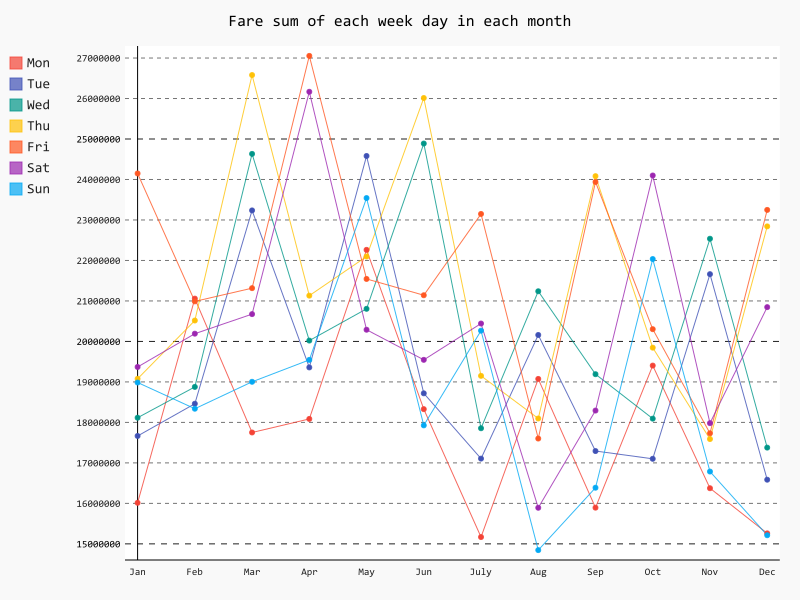 Fare sum of each week day in each month
Mon
Tue
Wed
Thu
Fri
Sat
Sun
27000000
26000000
25000000
24000000
23000000
22000000
21000000
20000000
19000000
18000000
17000000
16000000
15000000
Jan Feb Mar Apr May Jun July Aug Sep Oct Nov Dec